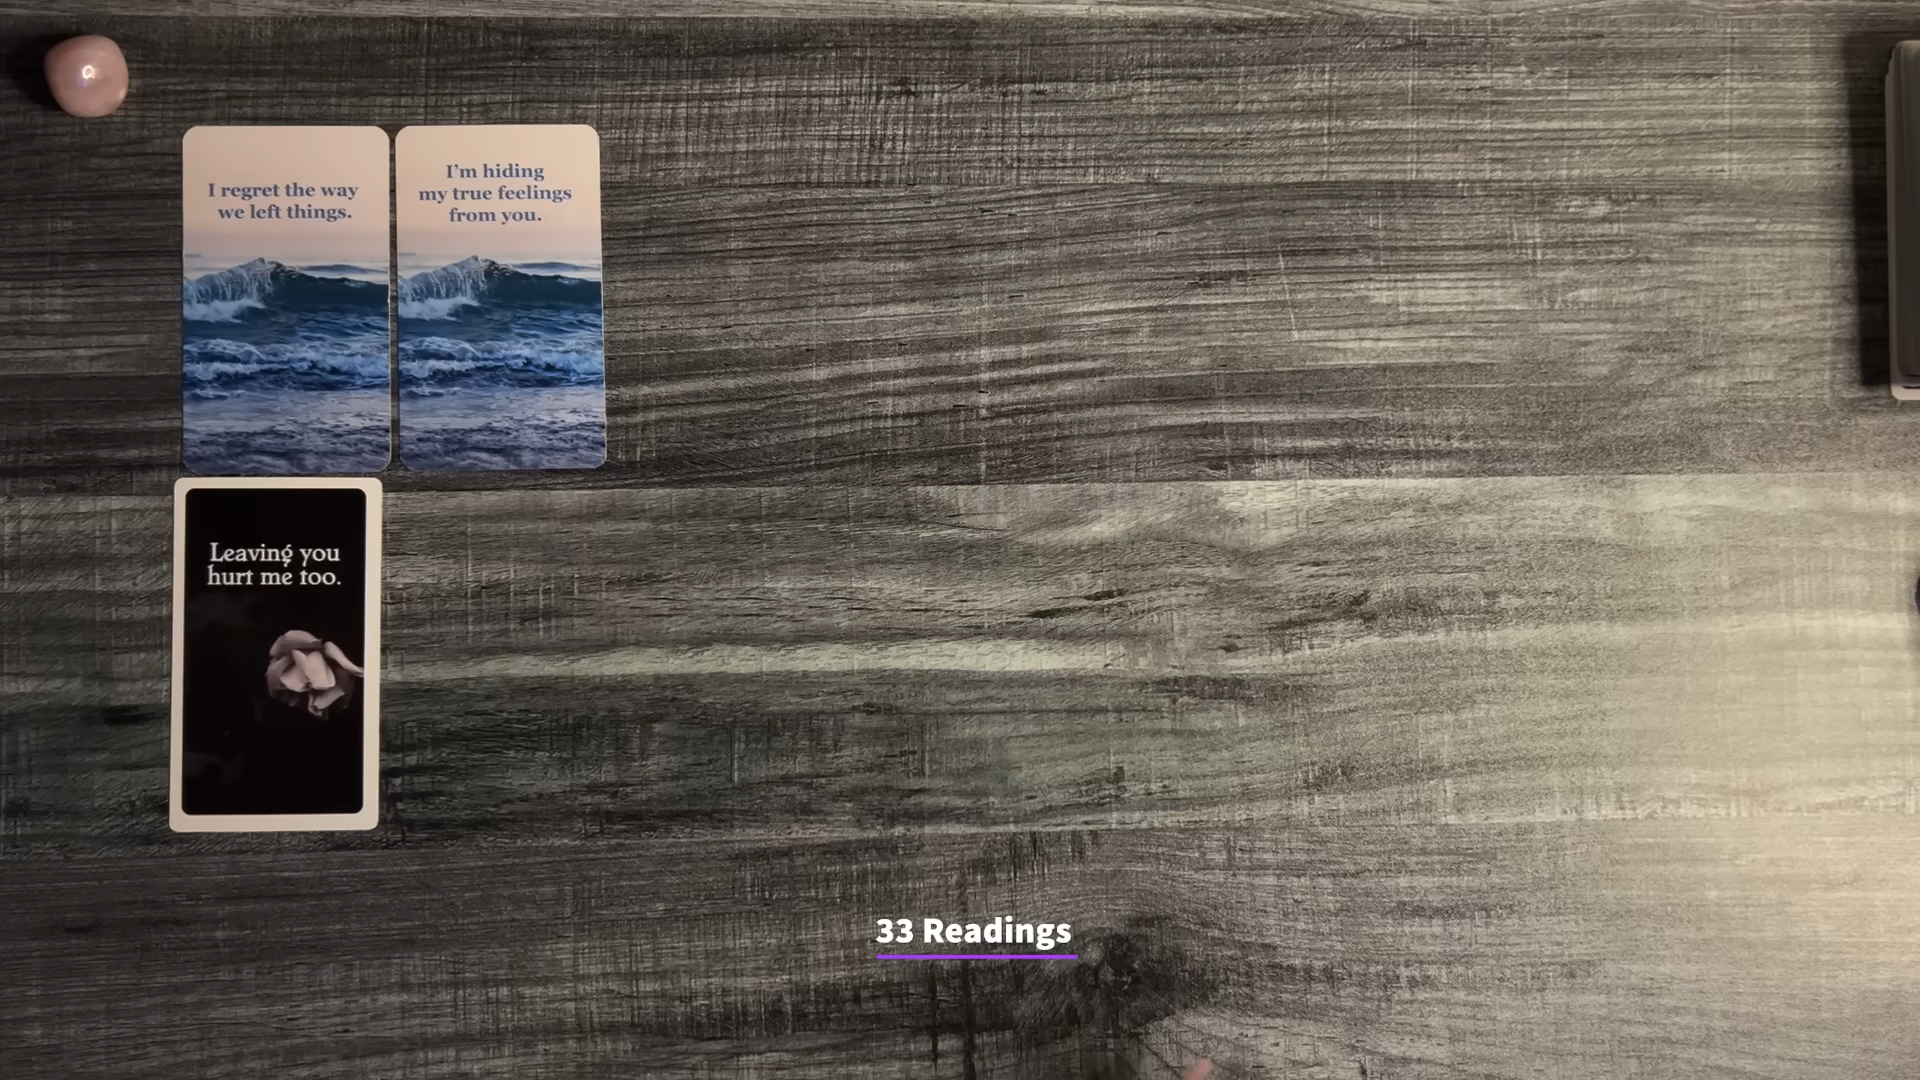 I regret the way
we left things.
I'm hiding
my true feelings
from you.
Leaving you
hurt me too.
33 Readings